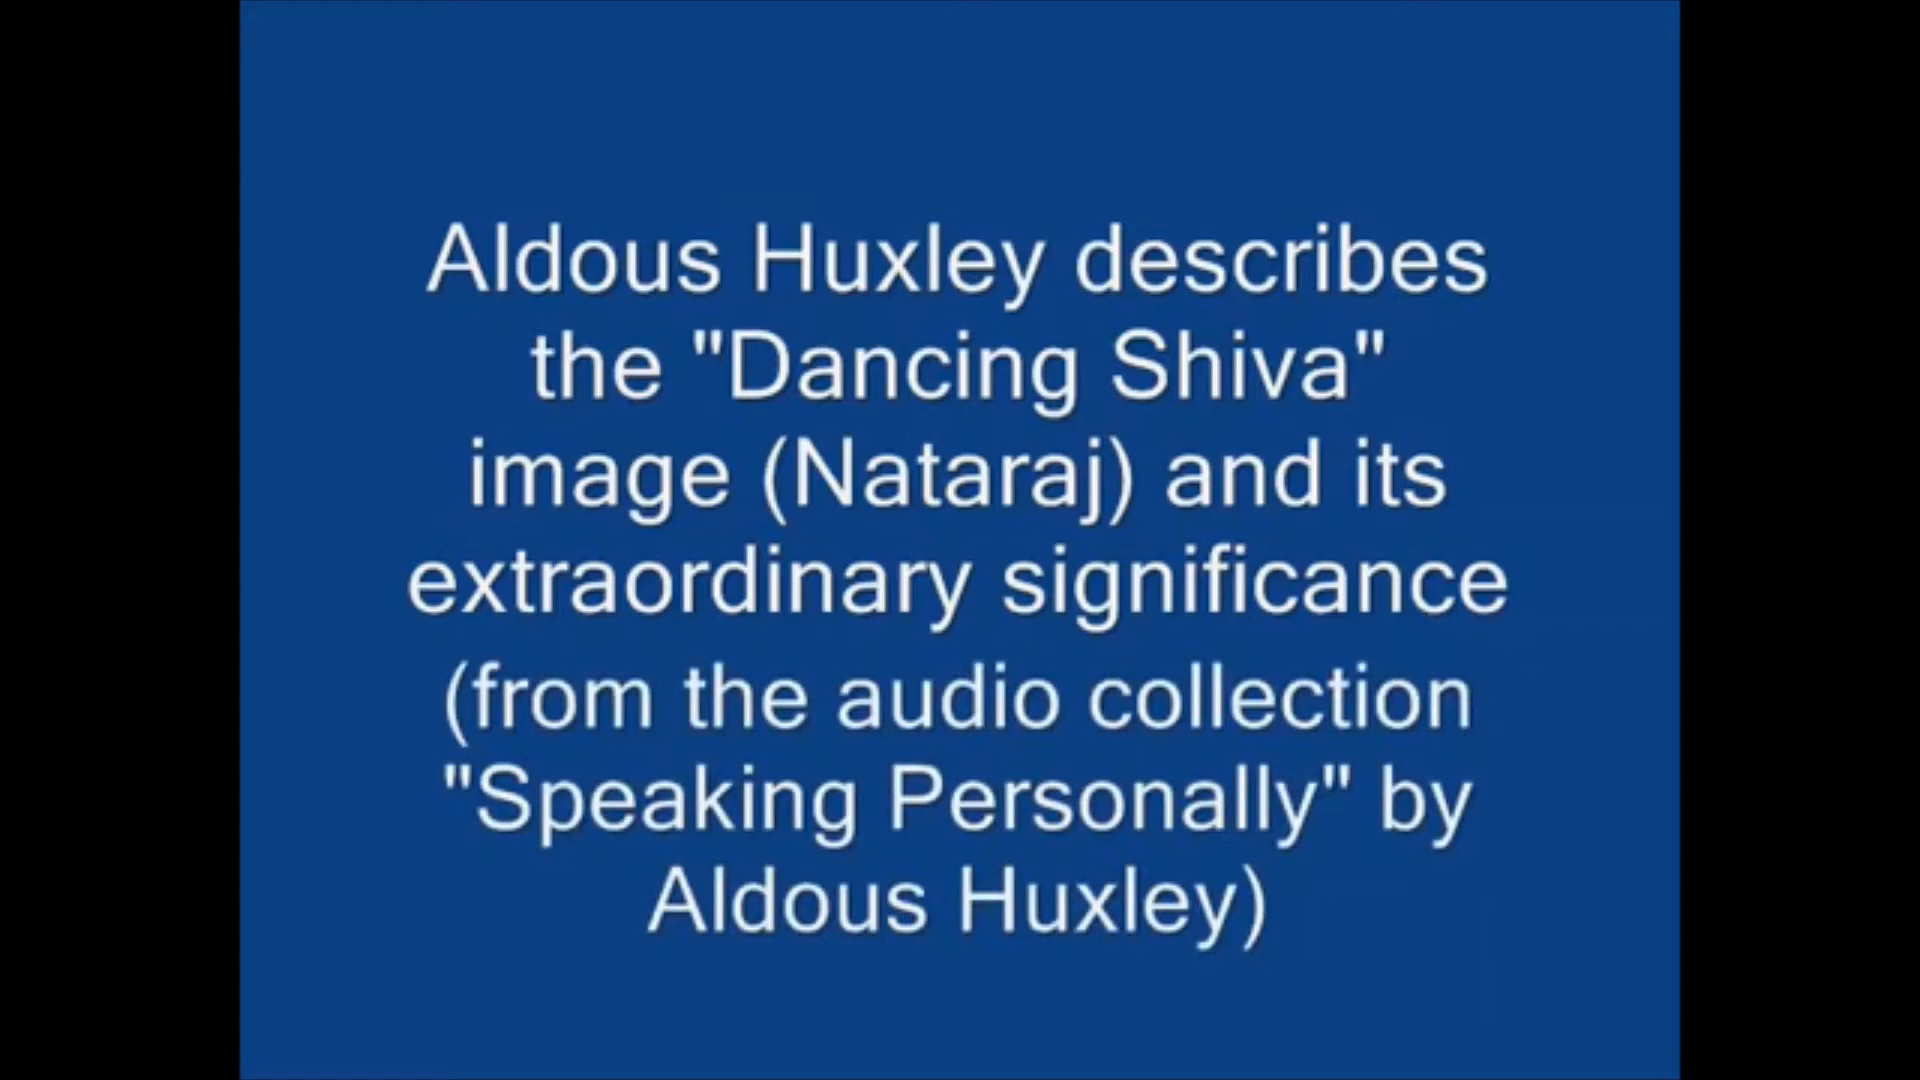 Aldous Huxley describes
the "Dancing Shiva"
image (Nataraj) and its
extraordinary significance
(from the audio collection
"Speaking Personally" by
Aldous Huxley)